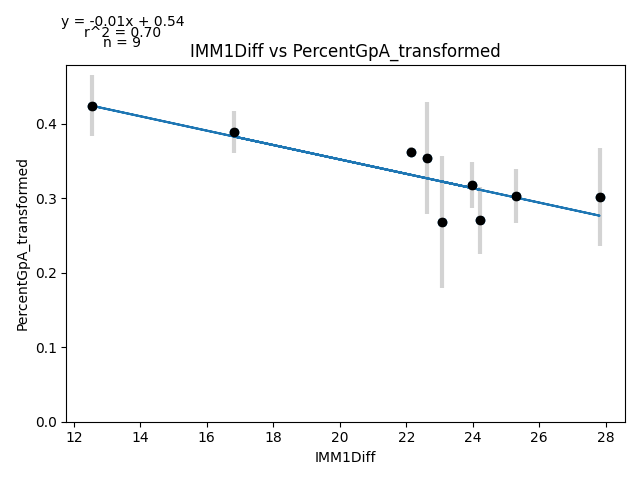 y = -0.01x + 0.54
r^2 = 0.70
n = 9
IMM1Diff vs PercentGpA_transformed
PercentGpA_transformed
0.4
0.3
0.2
0.1
0.0
12 14 16 18 20 22 24 26 28
IMM1Diff